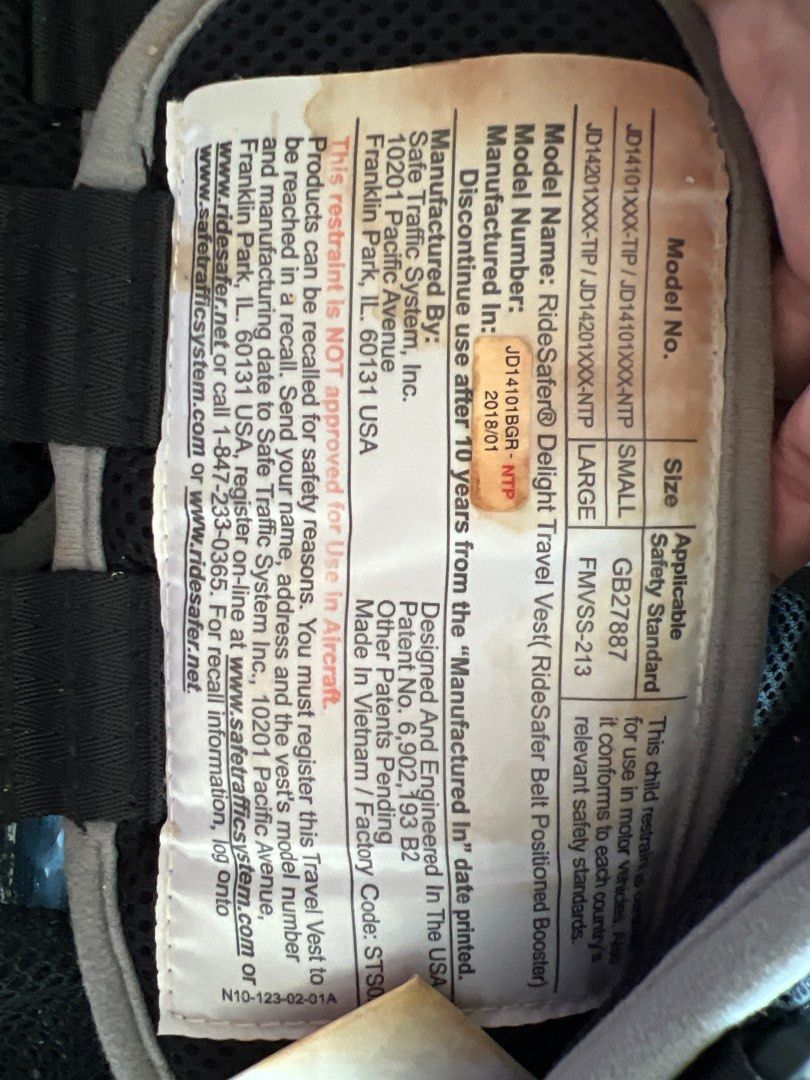 Model No.
Size
Applicable
Safety Standard
JD14101XXX-TIP / JD14101XXX-NTP
SMALL
GB27887
JD14201XXX-TIP / JD14201XXX-NTP
LARGE
FMVSS-213
This child restraint is
for use in motor vehicles. Also
it conforms to each country's
relevant safety standards.
Model Name: RideSafer® Delight Travel Vest( RideSafer Belt Positioned Booster)
Model Number: JD14101BGR - NTP
Manufactured In: 2018/01
Discontinue use after 10 years from the "Manufactured In" date printed.
Manufactured By:
Safe Traffic System, Inc.
10201 Pacific Avenue
Franklin Park, IL. 60131 USA
Designed And Engineered In The USA
Patent No. 6,902,193 B2
Other Patents Pending
Made In Vietnam / Factory Code: STS0
This restraint is NOT approved for Use in Aircraft.
Products can be recalled for safety reasons. You must register this Travel Vest to
be reached in a recall. Send your name, address and the vest's model number
and manufacturing date to Safe Traffic System Inc., 10201 Pacific Avenue,
Franklin Park, IL. 60131 USA, register on-line at www.safetrafficsystem.com or
www.ridesafer.net or call 1-847-233-0365. For recall information, log onto
www.safetrafficsystem.com or www.ridesafer.net.
N10-123-02-01A